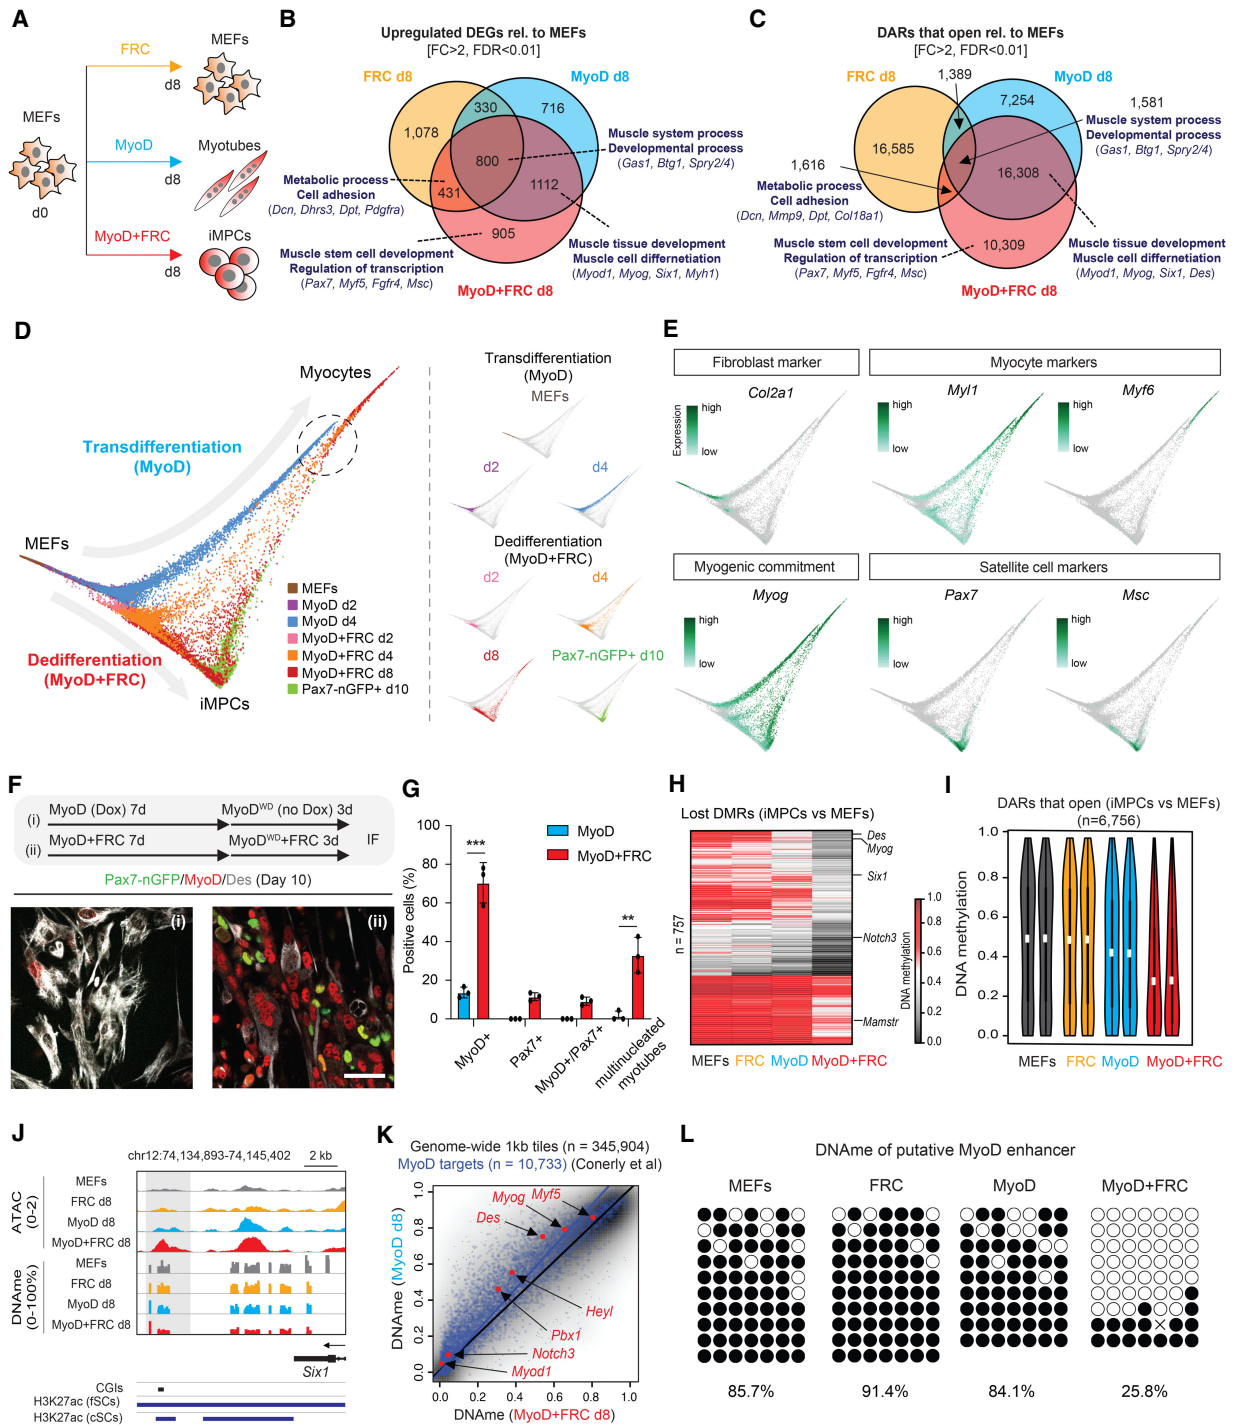 A
FRC
d8
MEFs
MEFs
d0
MyoD
d8
Myotubes
MyoD+FRC
d8
iMPCs
B
Upregulated DEGs rel. to MEFs
[FC>2, FDR<0.01]
FRC d8
MyoD d8
330
716
1,078
800
431
1112
905
Muscle system process
Developmental process
(Gas1, Btg1, Spry2/4)
Metabolic process
Cell adhesion
(Dcn, Dhrs3, Dpt, Pdgfra)
Muscle stem cell development
Regulation of transcription
(Pax7, Myf5, Fgfr4, Msc)
Muscle tissue development
Muscle cell differnetiation
(Myod1, Myog, Six1, Myh1)
MyoD+FRC d8
C
DARs that open rel. to MEFs
[FC>2, FDR<0.01]
FRC d8
1,389
MyoD d8
7,254
1,581
Muscle system process
Developmental process
(Gas1, Btg1, Spry2/4)
16,585
1,616
16,308
Metabolic process
Cell adhesion
(Dcn, Mmp9, Dpt, Col18a1)
10,309
Muscle stem cell development
Regulation of transcription
(Pax7, Myf5, Fgfr4, Msc)
Muscle tissue development
Muscle cell differnetiation
(Myod1, Myog, Six1, Des)
MyoD+FRC d8
D
Myocytes
Transdifferentiation
(MyoD)
MEFs
Dedifferentiation
(MyoD+FRC)
iMPCs
MEFs
MyoD d2
MyoD d4
MyoD+FRC d2
MyoD+FRC d4
MyoD+FRC d8
Pax7-nGFP+ d10
Transdifferentiation
(MyoD)
MEFs
d2
d4
Dedifferentiation
(MyoD+FRC)
d2
d4
d8
Pax7-nGFP+ d10
E
Fibroblast marker
Myocyte markers
Col2a1
Myl1
Myf6
Expression
high
low
high
low
high
low
Myogenic commitment
Satellite cell markers
Myog
Pax7
Msc
high
low
high
low
high
low
F
(i)
MyoD (Dox) 7d
MyoDWD (no Dox) 3d
(ii)
MyoD+FRC 7d
MyoDWD+FRC 3d
IF
Pax7-nGFP/MyoD/Des (Day 10)
(i)
(ii)
G
Positive cells (%)
100
80
60
40
20
0
***
**
MyoD
MyoD+FRC
MyoD+
Pax7+
MyoD+/Pax7+
multinucleated
myotubes
H
Lost DMRs (iMPCs vs MEFs)
n = 757
Des
Myog
Six1
Notch3
Mamstr
MEFs FRC MyoD MyoD+FRC
DNA methylation
1.0
0.8
0.6
0.4
0.2
0.0
I
DARs that open (iMPCs vs MEFs)
(n=6,756)
DNA methylation
1.0
0.8
0.6
0.4
0.2
0.0
MEFs FRC MyoD MyoD+FRC
J
chr12:74,134,893-74,145,402
2 kb
ATAC
(0-2)
MEFs
FRC d8
MyoD d8
MyoD+FRC d8
DNAme
(0-100%)
MEFs
FRC d8
MyoD d8
MyoD+FRC d8
Six1
CGIs
H3K27ac (fSCs)
H3K27ac (cSCs)
K
Genome-wide 1kb tiles (n = 345,904)
MyoD targets (n = 10,733) (Conerly et al)
DNAme (MyoD d8)
1.0
0.8
0.6
0.4
0.2
0.0
Myog
Myf5
Des
Heyl
Pbx1
Notch3
Myod1
0.0 0.2 0.4 0.6 0.8 1.0
DNAme (MyoD+FRC d8)
L
DNAme of putative MyoD enhancer
MEFs
FRC
MyoD
MyoD+FRC
85.7%
91.4%
84.1%
25.8%